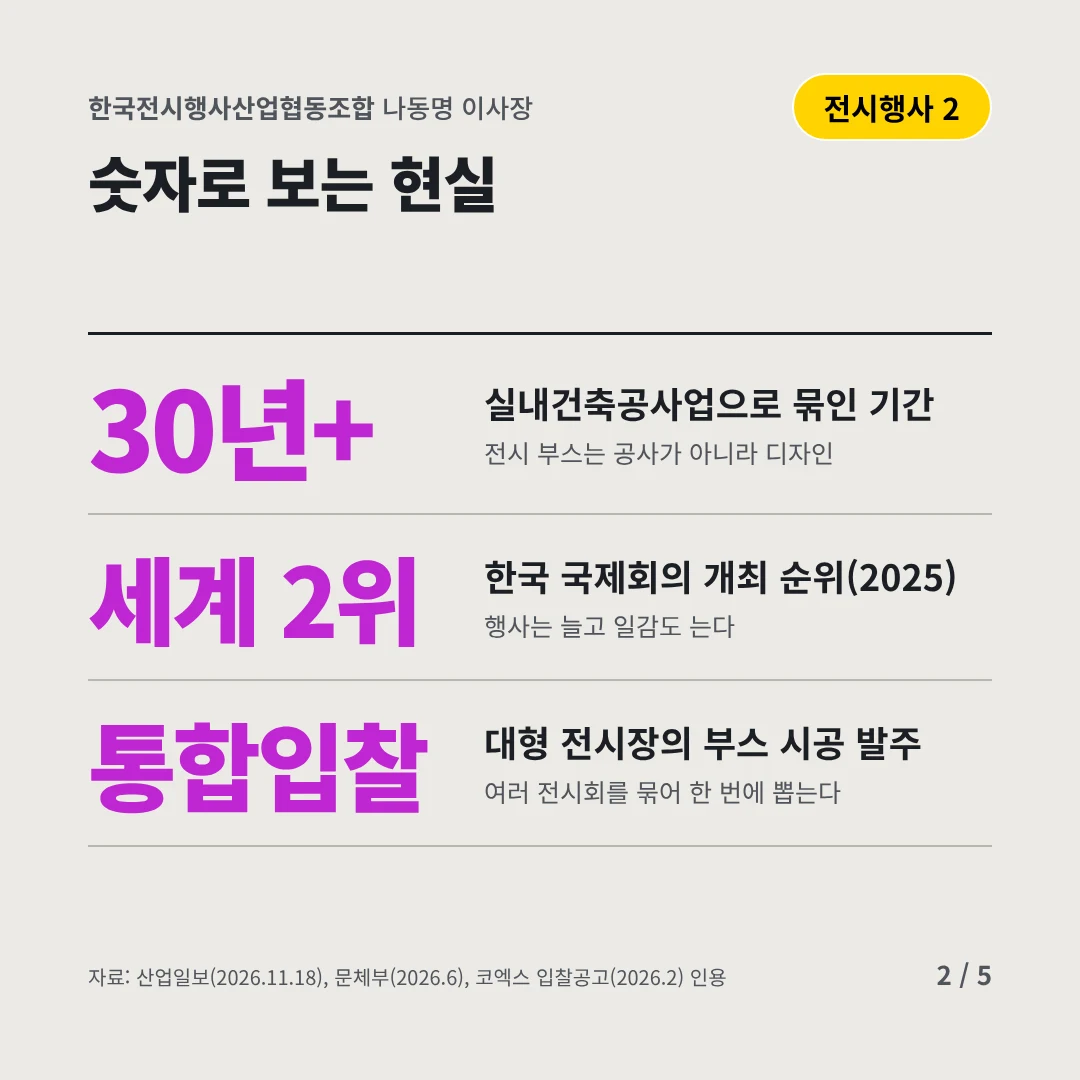 한국전시행사산업협동조합 나동명 이사장
전시행사 2
숫자로 보는 현실
30년+
실내건축공사업으로 묶인 기간
전시 부스는 공사가 아니라 디자인
세계 2위
한국 국제회의 개최 순위(2025)
행사는 늘고 일감도 는다
통합입찰
대형 전시장의 부스 시공 발주
여러 전시회를 묶어 한 번에 뽑는다
자료: 산업일보(2026.11.18), 문체부(2026.6), 코엑스 입찰공고(2026.2) 인용
2 / 5